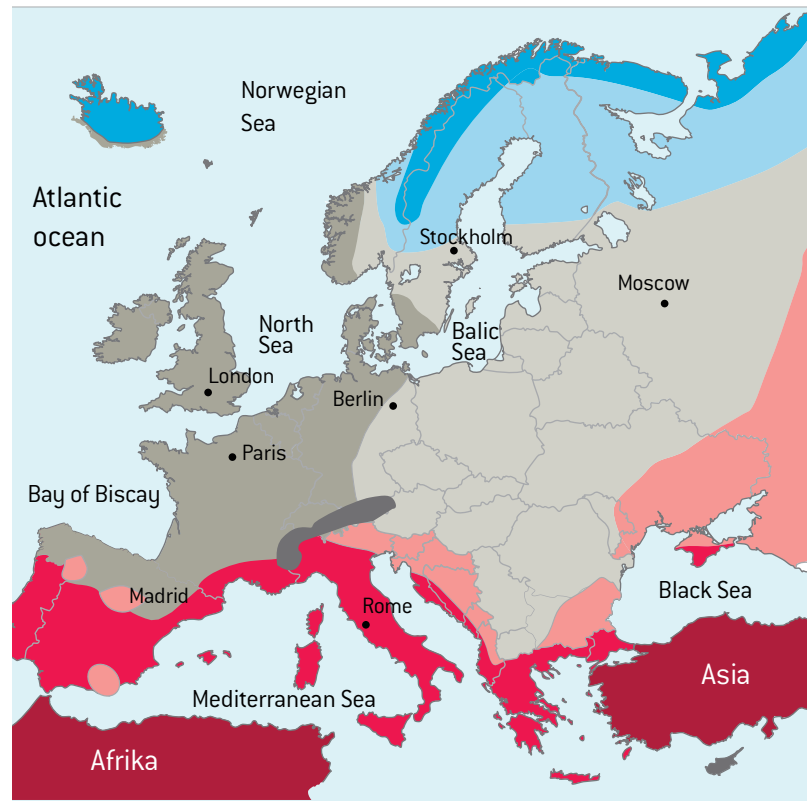 Norwegian
Sea
Atlantic
ocean
Stockholm
Moscow
North
Sea
Balic
Sea
London
Berlin
Paris
Bay of Biscay
Madrid
Rome
Black Sea
Mediterranean Sea
Asia
Afrika